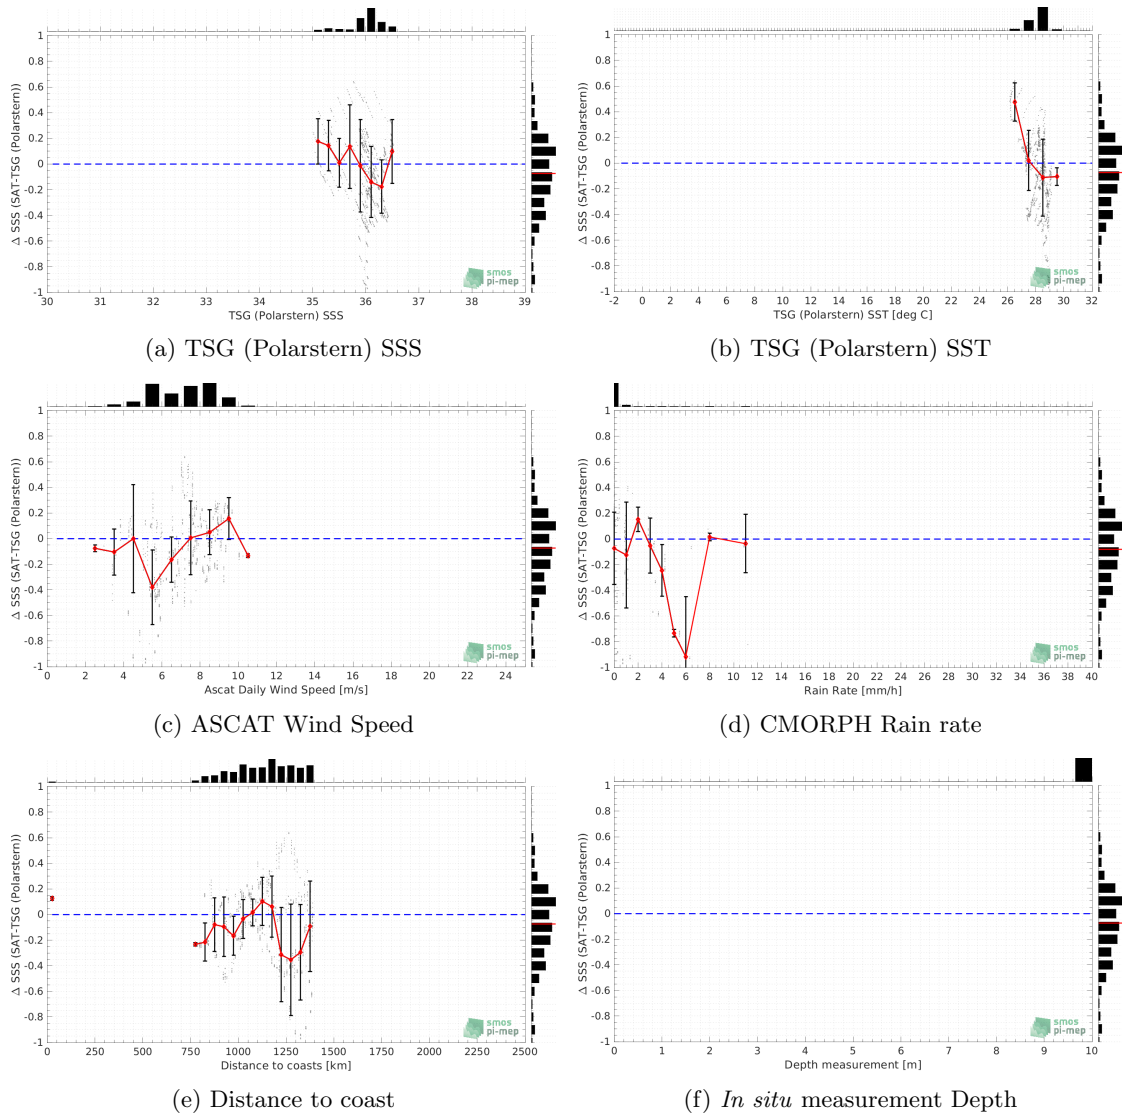 Δ SSS (SAT-TSG (Polarstern))
1
0.8
0.6
0.4
0.2
0
-0.2
-0.4
-0.6
-0.8
-1
30 31 32 33 34 35 36 37 38 39
TSG (Polarstern) SSS
smos
pi-mep
(a) TSG (Polarstern) SSS
Δ SSS (SAT-TSG (Polarstern))
1
0.8
0.6
0.4
0.2
0
-0.2
-0.4
-0.6
-0.8
-1
-2 0 2 4 6 8 10 12 14 16 18 20 22 24 26 28 30 32
TSG (Polarstern) SST [deg C]
smos
pi-mep
(b) TSG (Polarstern) SST
Δ SSS (SAT-TSG (Polarstern))
1
0.8
0.6
0.4
0.2
0
-0.2
-0.4
-0.6
-0.8
-1
0 2 4 6 8 10 12 14 16 18 20 22 24
Ascat Daily Wind Speed [m/s]
smos
pi-mep
(c) ASCAT Wind Speed
Δ SSS (SAT-TSG (Polarstern))
1
0.8
0.6
0.4
0.2
0
-0.2
-0.4
-0.6
-0.8
-1
0 2 4 6 8 10 12 14 16 18 20 22 24 26 28 30 32 34 36 38 40
Rain Rate [mm/h]
smos
pi-mep
(d) CMORPH Rain rate
Δ SSS (SAT-TSG (Polarstern))
1
0.8
0.6
0.4
0.2
0
-0.2
-0.4
-0.6
-0.8
-1
0 250 500 750 1000 1250 1500 1750 2000 2250 2500
Distance to coasts [km]
smos
pi-mep
(e) Distance to coast
Δ SSS (SAT-TSG (Polarstern))
1
0.8
0.6
0.4
0.2
0
-0.2
-0.4
-0.6
-0.8
-1
0 1 2 3 4 5 6 7 8 9 10
Depth measurement [m]
smos
pi-mep
(f) In situ measurement Depth